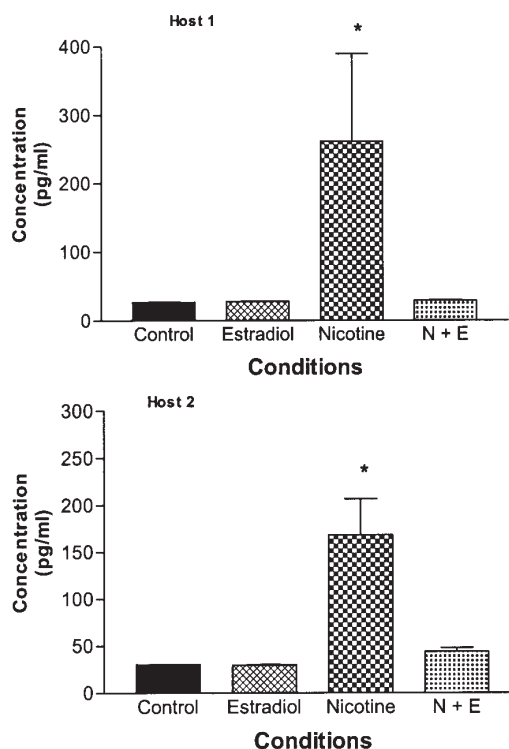 Host 1
*
400
300
200
100
0
Concentration
(pg/ml)
Control Estradiol Nicotine N + E
Conditions
Host 2
*
300
250
200
150
100
50
0
Concentration
(pg/ml)
Control Estradiol Nicotine N + E
Conditions